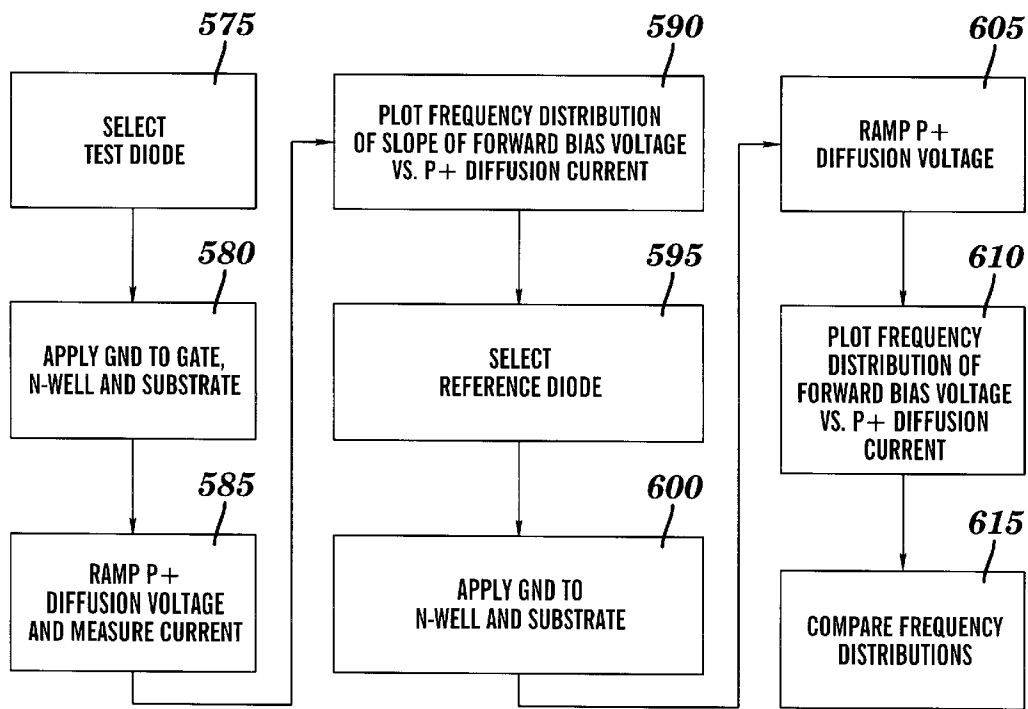 575
SELECT
TEST DIODE
580
APPLY GND TO GATE,
N-WELL AND SUBSTRATE
585
RAMP P+
DIFFUSION VOLTAGE
AND MEASURE CURRENT
590
PLOT FREQUENCY DISTRIBUTION
OF SLOPE OF FORWARD BIAS VOLTAGE
VS. P+ DIFFUSION CURRENT
595
SELECT
REFERENCE DIODE
600
APPLY GND TO
N-WELL AND SUBSTRATE
605
RAMP P+
DIFFUSION VOLTAGE
610
PLOT FREQUENCY
DISTRIBUTION OF
FORWARD BIAS VOLTAGE
VS. P+ DIFFUSION
CURRENT
615
COMPARE FREQUENCY
DISTRIBUTIONS